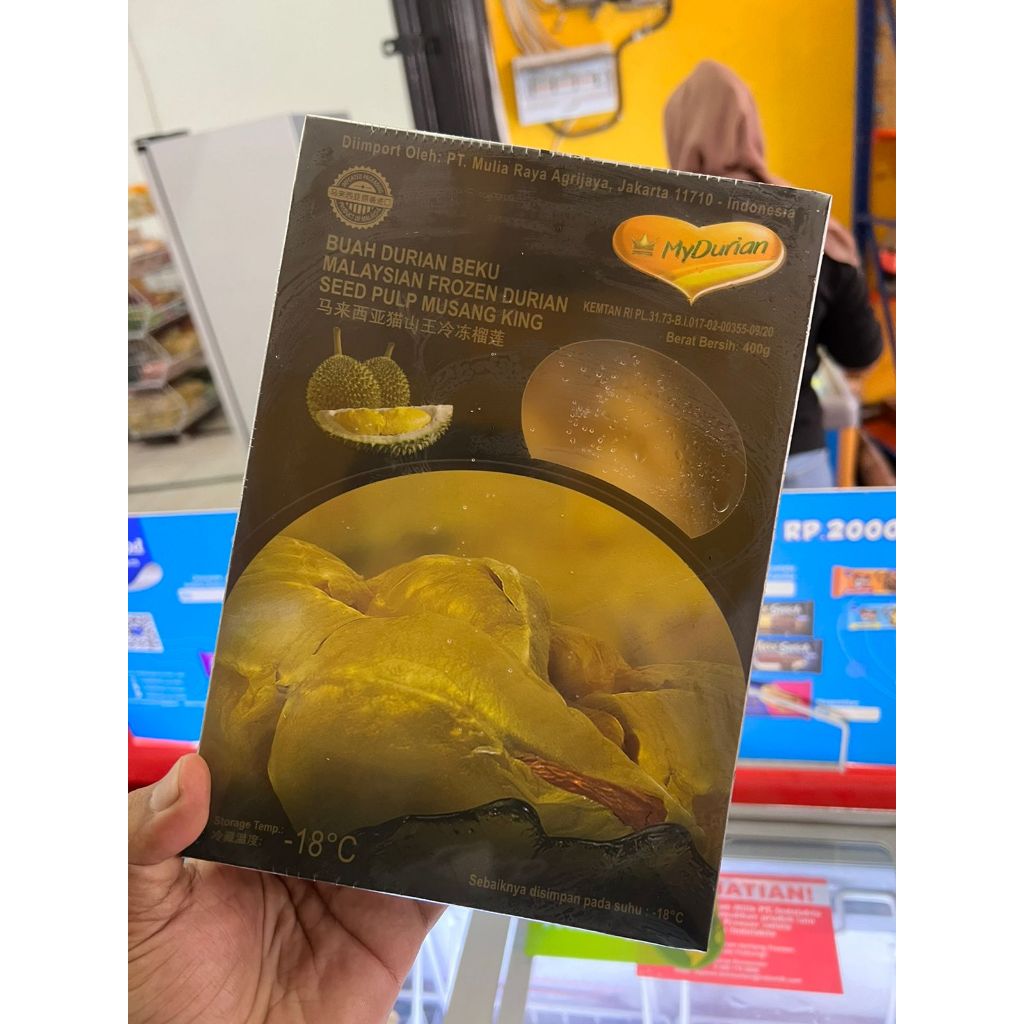 Diimport Oleh: PT. Mulia Raya Agrijaya, Jakarta 11710 - Indonesia
MyDurian
BUAH DURIAN BEKU
MALAYSIAN FROZEN DURIAN
SEED PULP MUSANG KING
马来西亚猫山王冷冻榴莲
KEMTAN RI PL.31.73-B.I.017-02-00355-09/20
Berat Bersih: 400g
RP.2000
Storage Temp.:
冷藏温度:
-18°C
Sebaiknya disimpan pada suhu : -18°C